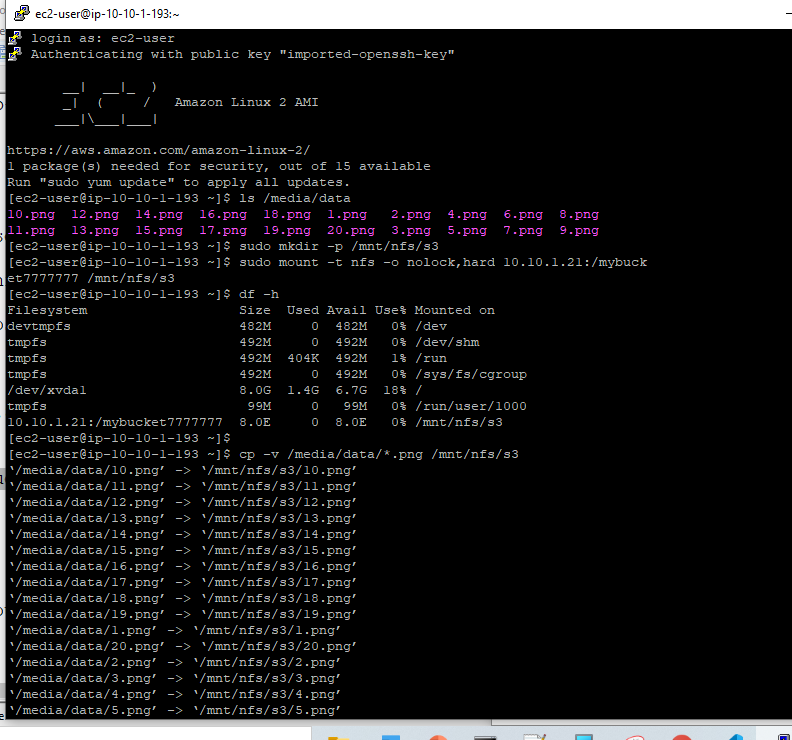 ec2-user@ip-10-10-1-193:~
login as: ec2-user
Authenticating with public key "imported-openssh-key"
       __|  __|_  )
       _|  (     /   Amazon Linux 2 AMI
      ___|\___|___|
https://aws.amazon.com/amazon-linux-2/
1 package(s) needed for security, out of 15 available
Run "sudo yum update" to apply all updates.
[ec2-user@ip-10-10-1-193 ~]$ ls /media/data
10.png  12.png  14.png  16.png  18.png  1.png   2.png  4.png  6.png  8.png
11.png  13.png  15.png  17.png  19.png  20.png  3.png  5.png  7.png  9.png
[ec2-user@ip-10-10-1-193 ~]$ sudo mkdir -p /mnt/nfs/s3
[ec2-user@ip-10-10-1-193 ~]$ sudo mount -t nfs -o nolock,hard 10.10.1.21:/mybuck
et7777777 /mnt/nfs/s3
[ec2-user@ip-10-10-1-193 ~]$ df -h
Filesystem                   Size  Used Avail Use% Mounted on
devtmpfs                     482M     0  482M   0% /dev
tmpfs                        492M     0  492M   0% /dev/shm
tmpfs                        492M  404K  492M   1% /run
tmpfs                        492M     0  492M   0% /sys/fs/cgroup
/dev/xvda1                   8.0G  1.4G  6.7G  18% /
tmpfs                         99M     0   99M   0% /run/user/1000
10.10.1.21:/mybucket7777777  8.0E     0  8.0E   0% /mnt/nfs/s3
[ec2-user@ip-10-10-1-193 ~]$
[ec2-user@ip-10-10-1-193 ~]$ cp -v /media/data/*.png /mnt/nfs/s3
‘/media/data/10.png’ -> ‘/mnt/nfs/s3/10.png’
‘/media/data/11.png’ -> ‘/mnt/nfs/s3/11.png’
‘/media/data/12.png’ -> ‘/mnt/nfs/s3/12.png’
‘/media/data/13.png’ -> ‘/mnt/nfs/s3/13.png’
‘/media/data/14.png’ -> ‘/mnt/nfs/s3/14.png’
‘/media/data/15.png’ -> ‘/mnt/nfs/s3/15.png’
‘/media/data/16.png’ -> ‘/mnt/nfs/s3/16.png’
‘/media/data/17.png’ -> ‘/mnt/nfs/s3/17.png’
‘/media/data/18.png’ -> ‘/mnt/nfs/s3/18.png’
‘/media/data/19.png’ -> ‘/mnt/nfs/s3/19.png’
‘/media/data/1.png’ -> ‘/mnt/nfs/s3/1.png’
‘/media/data/20.png’ -> ‘/mnt/nfs/s3/20.png’
‘/media/data/2.png’ -> ‘/mnt/nfs/s3/2.png’
‘/media/data/3.png’ -> ‘/mnt/nfs/s3/3.png’
‘/media/data/4.png’ -> ‘/mnt/nfs/s3/4.png’
‘/media/data/5.png’ -> ‘/mnt/nfs/s3/5.png’